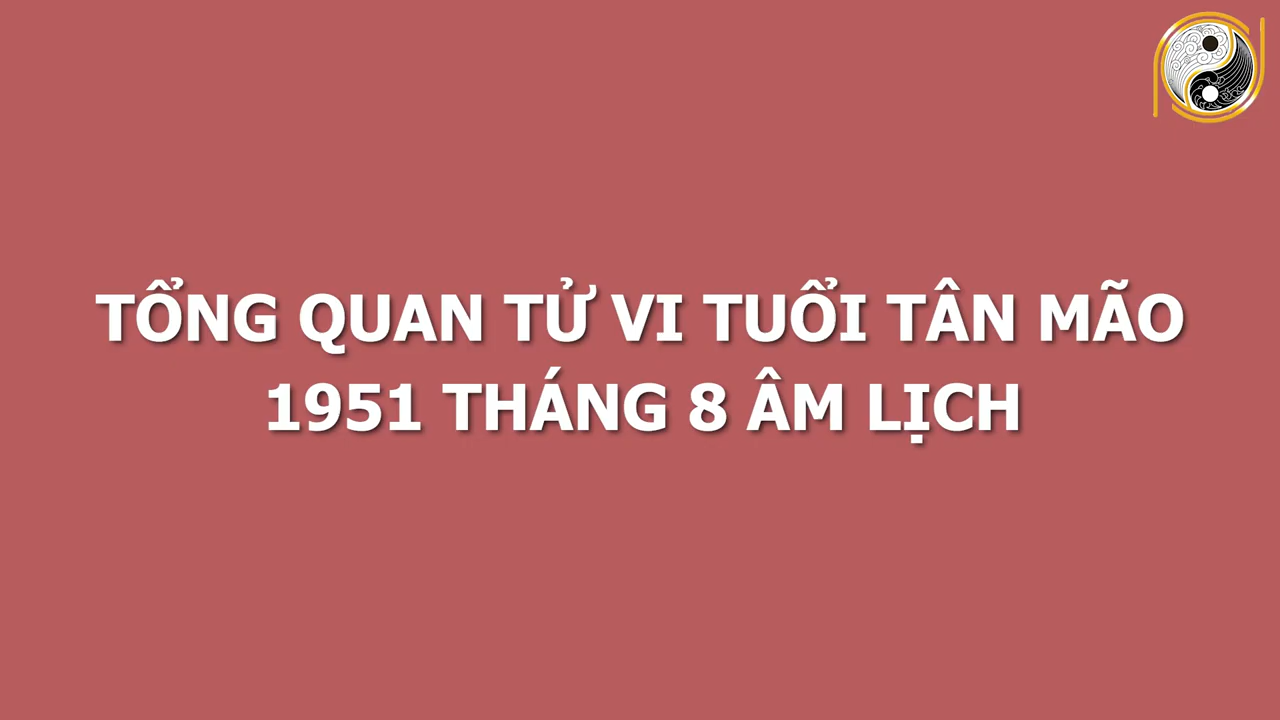 TỔNG QUAN TỬ VI TUỔI TÂN MÃO
1951 THÁNG 8 ÂM LỊCH